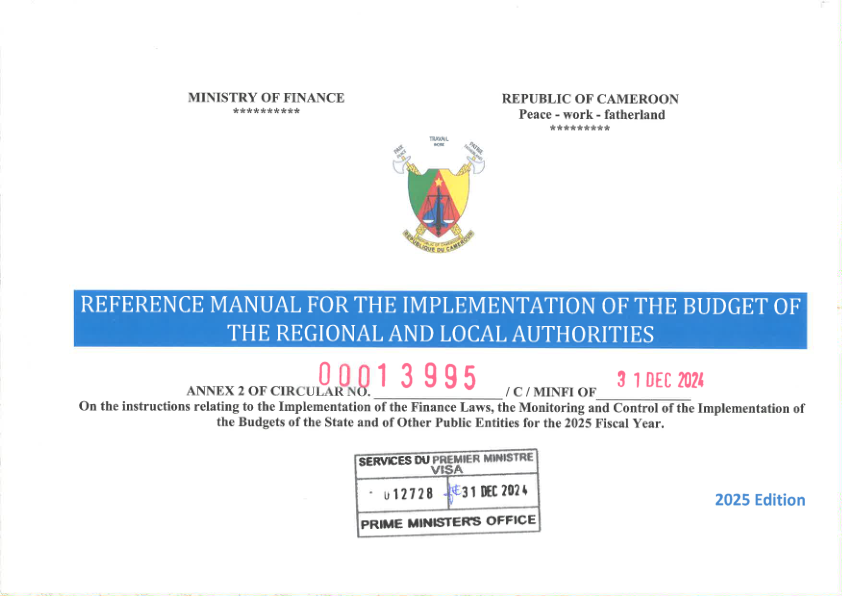 MINISTRY OF FINANCE
**********
REPUBLIC OF CAMEROON
Peace - work - fatherland
*********
TRAVAIL
WORK
PAIX
PEACE
PATRIE
FATHERLAND
REPUBLIC OF CAMEROON
REPUBLIQUE DU CAMEROUN
REFERENCE MANUAL FOR THE IMPLEMENTATION OF THE BUDGET OF
THE REGIONAL AND LOCAL AUTHORITIES
00013995
31 DEC 2024
ANNEX 2 OF CIRCULAR NO. / C / MINFI OF
On the instructions relating to the Implementation of the Finance Laws, the Monitoring and Control of the Implementation of
the Budgets of the State and of Other Public Entities for the 2025 Fiscal Year.
SERVICES DU PREMIER MINISTRE
VISA
012728 31 DEC 2024
PRIME MINISTER'S OFFICE
2025 Edition